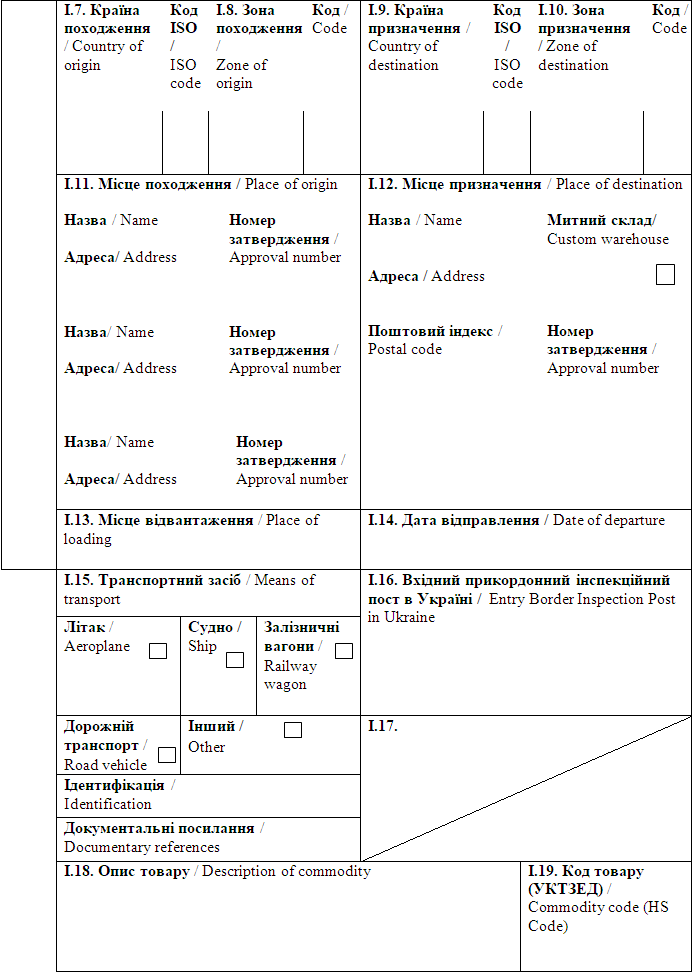 І.7. Країна походження / Country of origin
Код ISO / ISO code
І.8. Зона походження / Zone of origin
Код / Code
І.9. Країна призначення / Country of destination
Код ISO / ISO code
І.10. Зона призначення / Zone of destination
Код / Code
І.11. Місце походження / Place of origin
Назва / Name
Номер затвердження / Approval number
Адреса/ Address
Назва/ Name
Номер затвердження / Approval number
Адреса/ Address
Назва/ Name
Номер затвердження / Approval number
Адреса/ Address
І.12. Місце призначення / Place of destination
Назва / Name
Митний склад/ Custom warehouse
Адреса / Address
Поштовий індекс / Postal code
Номер затвердження / Approval number
І.13. Місце відвантаження / Place of loading
І.14. Дата відправлення / Date of departure
І.15. Транспортний засіб / Means of transport
Літак / Aeroplane
Судно / Ship
Залізничні вагони / Railway wagon
Дорожній транспорт / Road vehicle
Інший / Other
Ідентифікація / Identification
Документальні посилання / Documentary references
І.16. Вхідний прикордонний інспекційний пост в Україні / Entry Border Inspection Post in Ukraine
І.17.
І.18. Опис товару / Description of commodity
І.19. Код товару (УКТЗЕД) / Commodity code (HS Code)